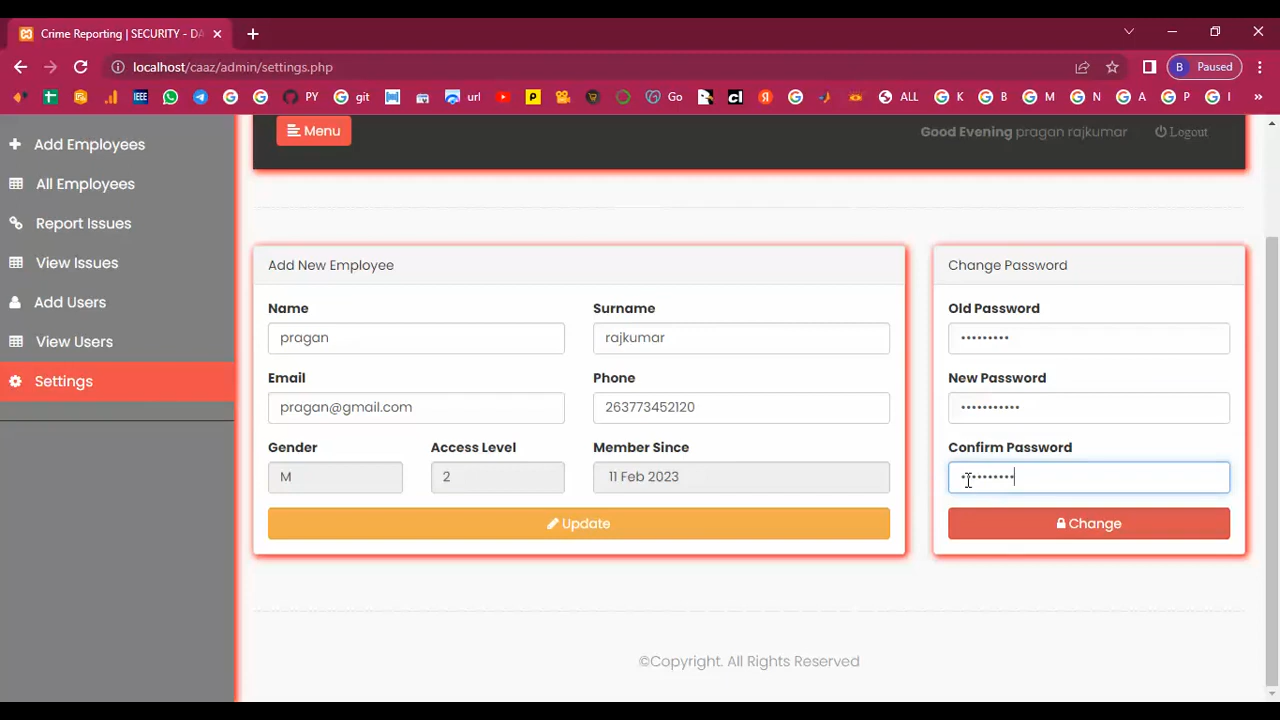 Crime Reporting | SECURITY - DA
localhost/caaz/admin/settings.php
B Paused
IEEE PY git url Go ALL K B M N A P I »
Add Employees
All Employees
Report Issues
View Issues
Add Users
View Users
Settings
Menu
Good Evening pragan rajkumar Logout
Add New Employee
Name Surname
pragan rajkumar
Email Phone
pragan@gmail.com 263773452120
Gender Access Level Member Since
M 2 11 Feb 2023
Update
Change Password
Old Password
•••••••••
New Password
•••••••••••
Confirm Password
••••••••••
Change
©Copyright. All Rights Reserved